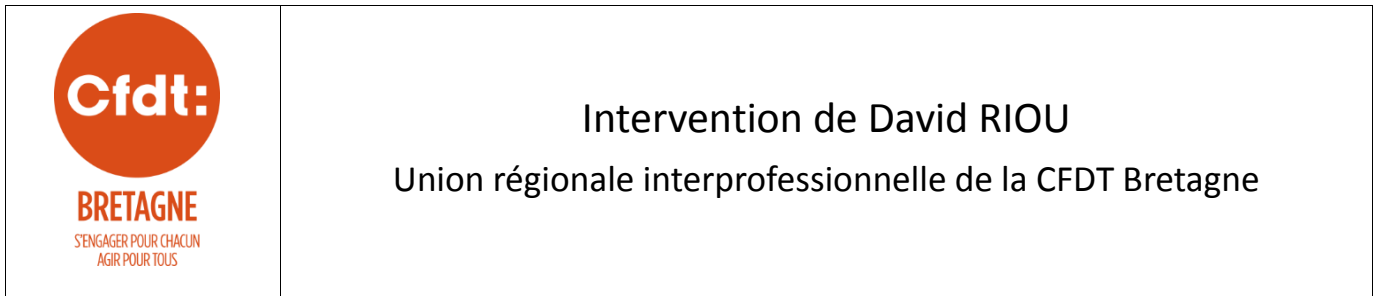 Cfdt:
BRETAGNE
S'ENGAGER POUR CHACUN
AGIR POUR TOUS
Intervention de David RIOU
Union régionale interprofessionnelle de la CFDT Bretagne